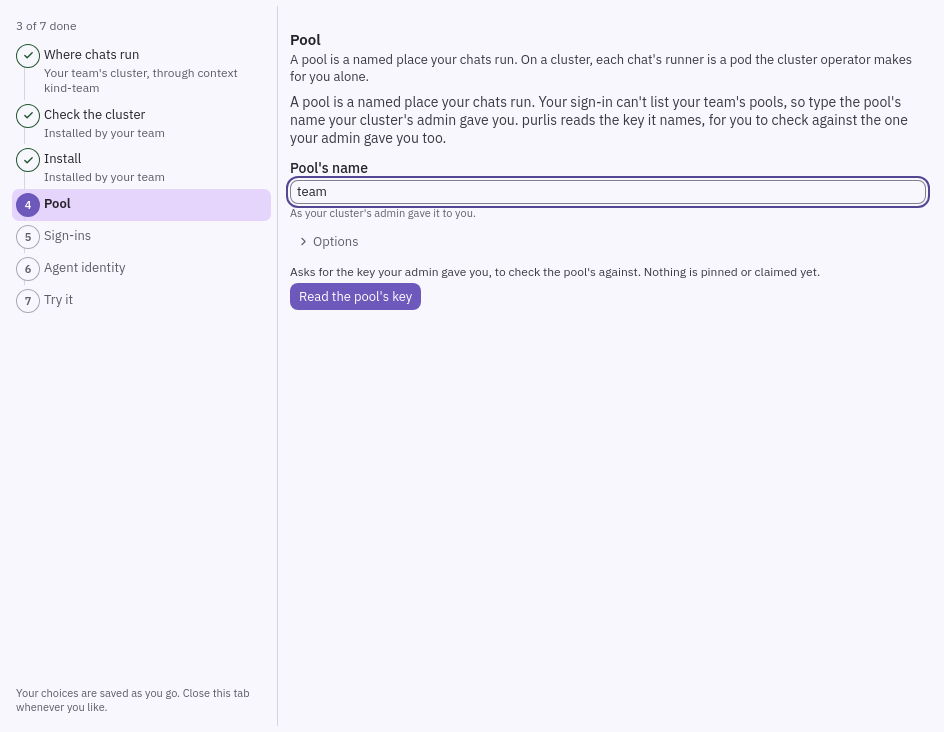 3 of 7 done
Where chats run
Your team's cluster, through context
kind-team
Check the cluster
Installed by your team
Install
Installed by your team
4 Pool
5 Sign-ins
6 Agent identity
7 Try it
Your choices are saved as you go. Close this tab
whenever you like.
Pool
A pool is a named place your chats run. On a cluster, each chat's runner is a pod the cluster operator makes
for you alone.
A pool is a named place your chats run. Your sign-in can't list your team's pools, so type the pool's
name your cluster's admin gave you. purlis reads the key it names, for you to check against the one
your admin gave you too.
Pool's name
team
As your cluster's admin gave it to you.
Options
Asks for the key your admin gave you, to check the pool's against. Nothing is pinned or claimed yet.
Read the pool's key